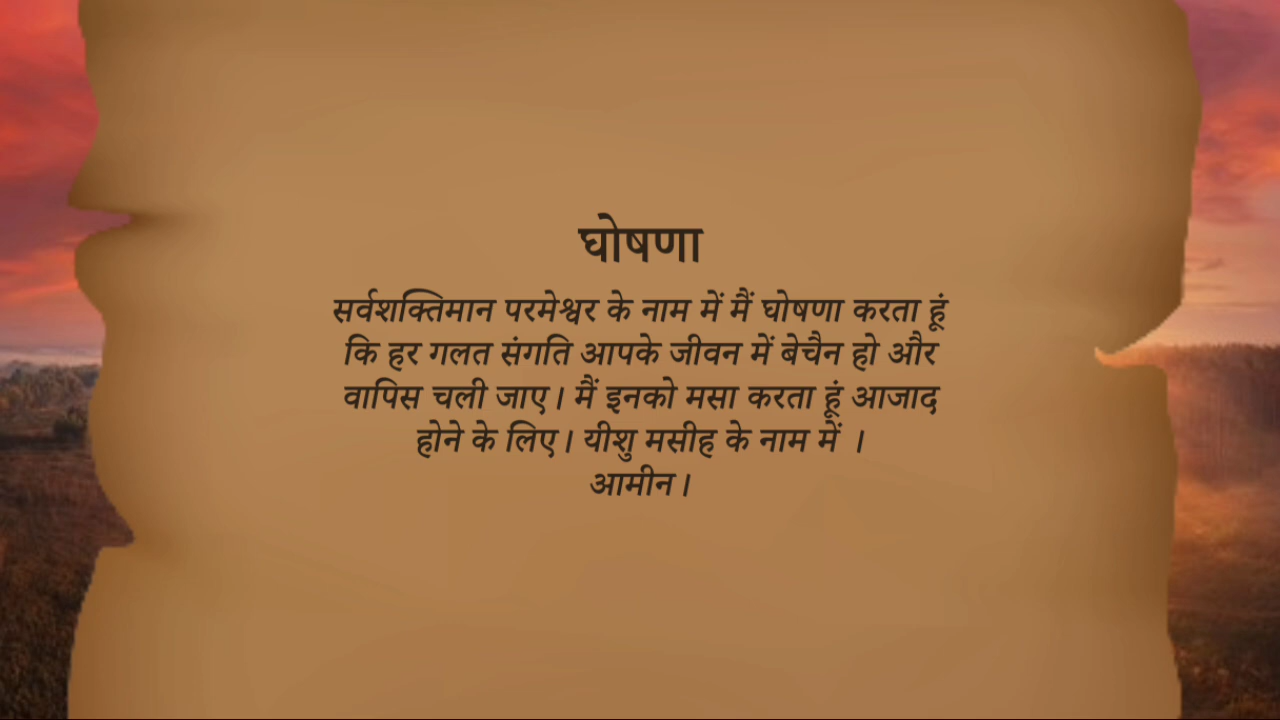 घोषणा
सर्वशक्तिमान परमेश्वर के नाम में मैं घोषणा करता हूं
कि हर गलत संगति आपके जीवन में बेचैन हो और
वापिस चली जाए। मैं इनको मसा करता हूं आजाद
होने के लिए। यीशु मसीह के नाम में ।
आमीन।